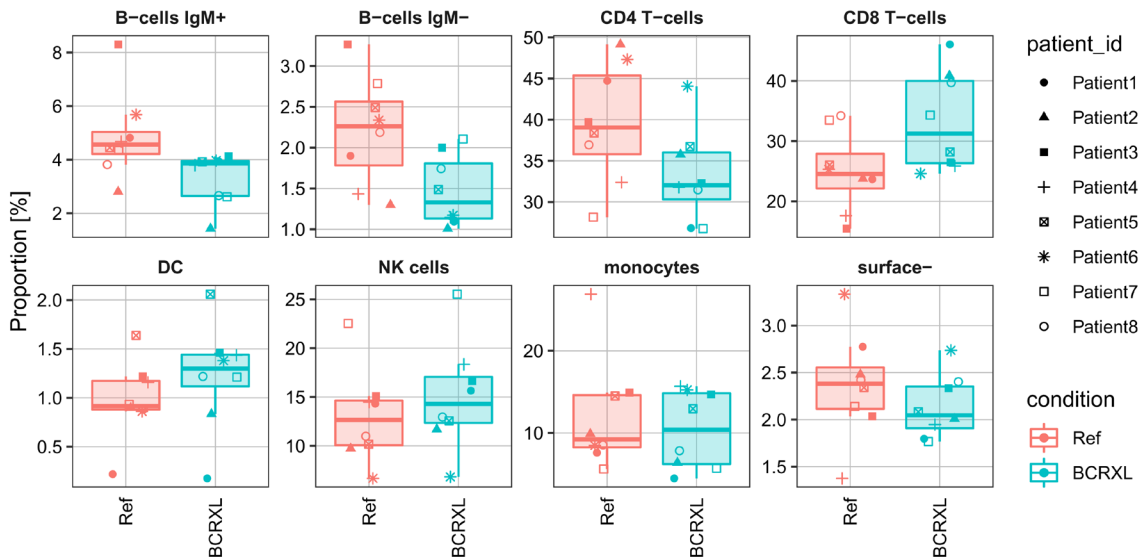 B−cells IgM+ B−cells IgM− CD4 T−cells CD8 T−cells
8
6
4
2
3.0
2.5
2.0
1.5
1.0
50
45
40
35
30
40
30
20
DC NK cells monocytes surface−
2.0
1.5
1.0
0.5
25
20
15
10
20
10
3.0
2.5
2.0
1.5
Proportion [%]
Ref
BCRXL
Ref
BCRXL
Ref
BCRXL
Ref
BCRXL
patient_id
Patient1
Patient2
Patient3
Patient4
Patient5
Patient6
Patient7
Patient8
condition
Ref
BCRXL